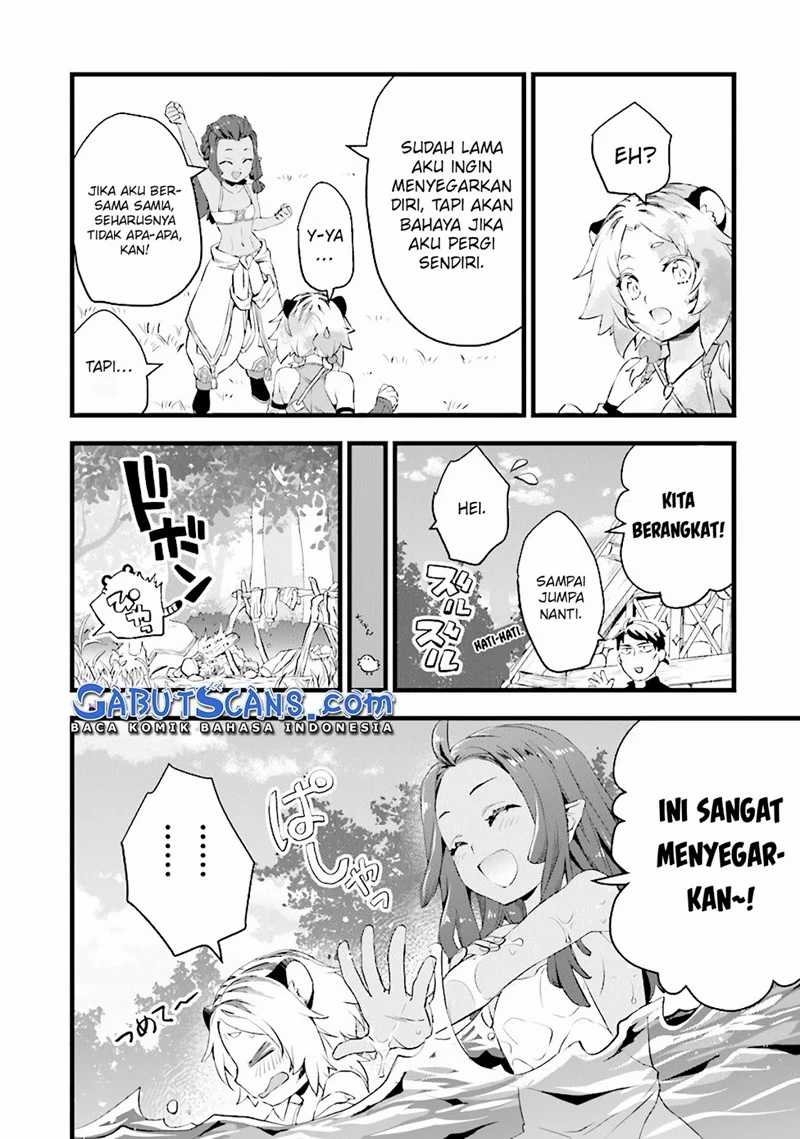 EH?
SUDAH LAMA
AKU INGIN
MENYEGARKAN
DIRI, TAPI AKAN
BAHAYA JIKA
AKU PERGI
SENDIRI.
JIKA AKU BER-
SAMA SAMIA,
SEHARUSNYA
TIDAK APA-APA,
KAN!
Y-YA
...
TAPI...
KITA
BERANGKAT!
HEI.
SAMPAI
JUMPA
NANTI.
HATI-HATI.
ズルズル
ドボン
GABUTSCANS.com
BACA KOMIK BAHASA INDONESIA
INI SANGAT
MENYEGAR-
KAN~!
ぱしゃっ
つめて〜